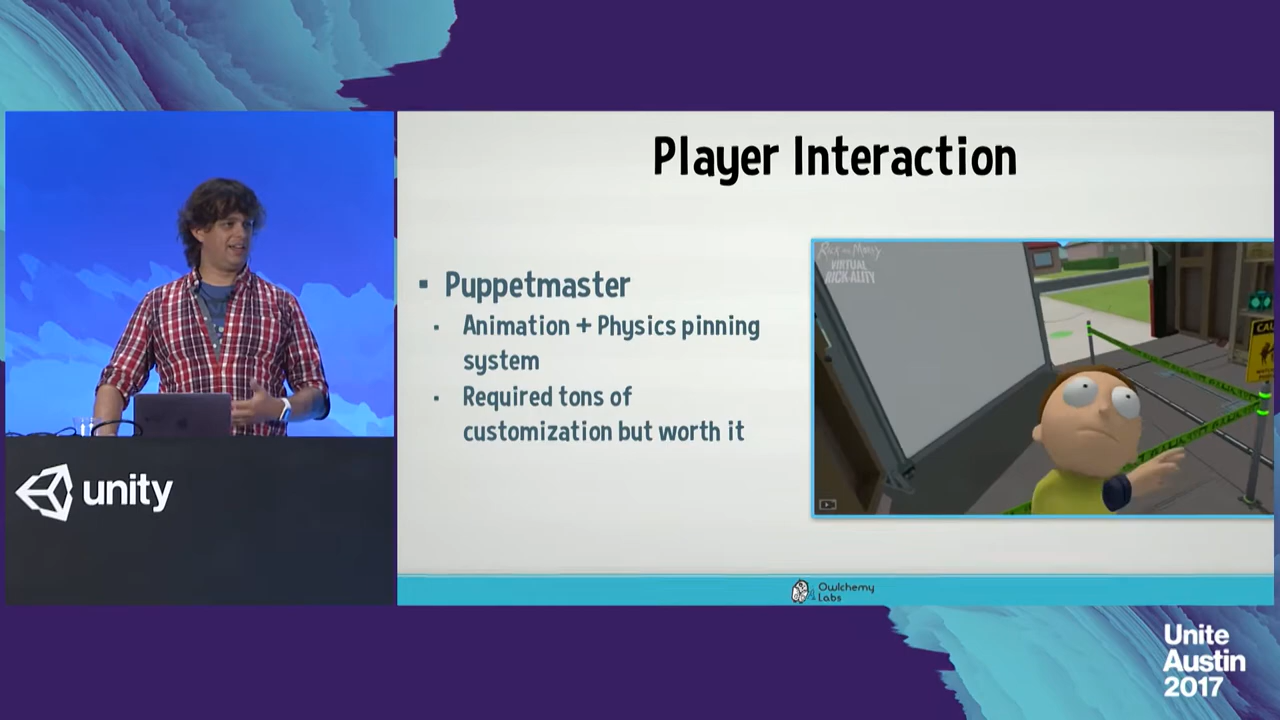 Player Interaction
▪ Puppetmaster
▪ Animation + Physics pinning
system
▪ Required tons of
customization but worth it
Rick and Morty
VIRTUAL
RICK-ALITY
CAU
unity
Owlchemy
Labs
Unite
Austin
2017